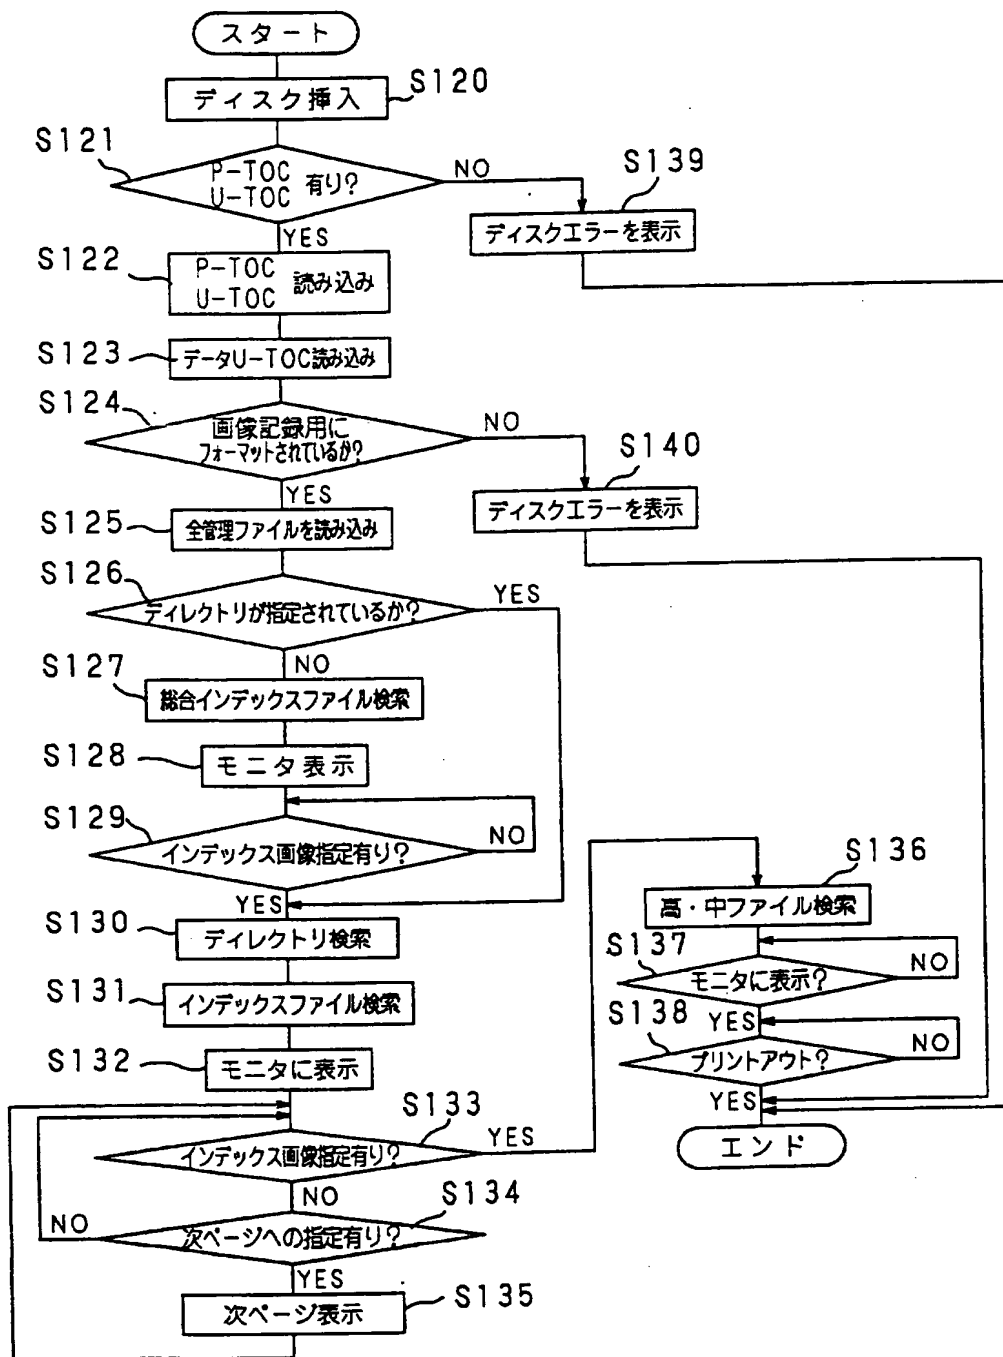 スタート
S120
ディスク挿入
S121
P-TOC
U-TOC
有り?
NO
YES
S139
ディスクエラーを表示
S122
P-TOC
U-TOC
読み込み
S123
データU-TOC読み込み
S124
画像記録用に
フォーマットされているか?
NO
YES
S140
ディスクエラーを表示
S125
全管理ファイルを読み込み
S126
ディレクトリが指定されているか?
YES
NO
S127
総合インデックスファイル検索
S128
モニタ表示
S129
インデックス画像指定有り?
NO
YES
S130
ディレクトリ検索
S131
インデックスファイル検索
S132
モニタに表示
S133
インデックス画像指定有り?
YES
NO
S134
次ページへの指定有り?
NO
YES
S135
次ページ表示
S136
高・中ファイル検索
S137
モニタに表示?
NO
YES
S138
プリントアウト?
NO
YES
エンド